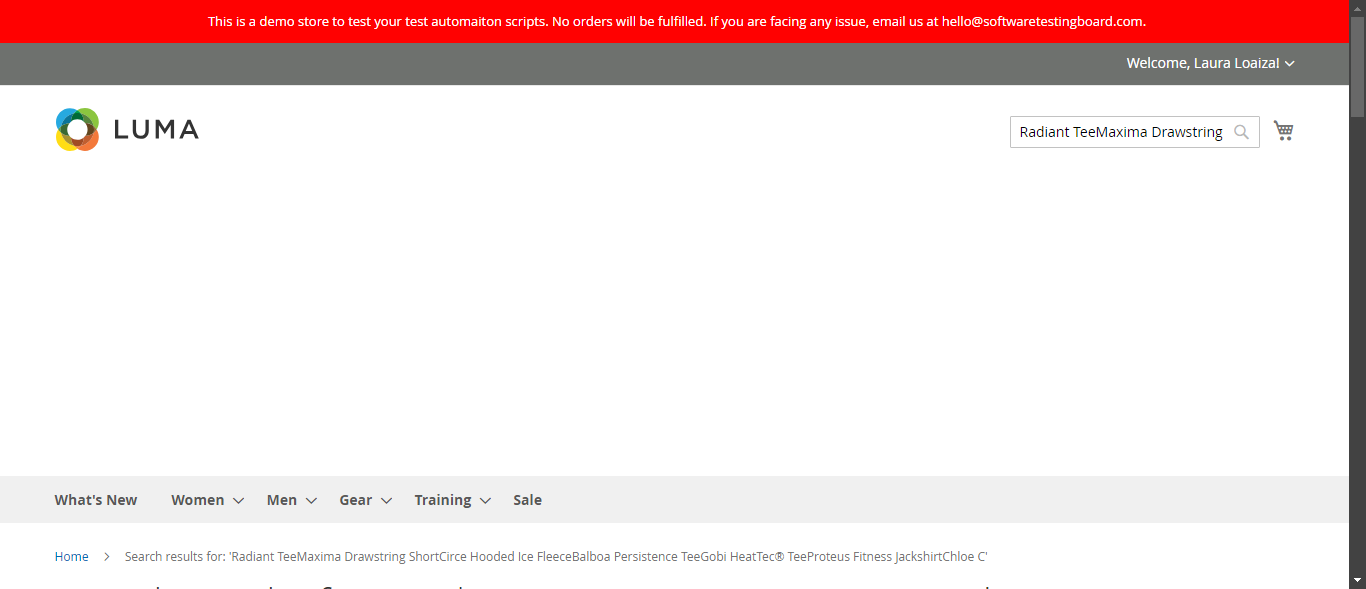 This is a demo store to test your test automaiton scripts. No orders will be fulfilled. If you are facing any issue, email us at hello@softwaretestingboard.com.
Welcome, Laura Loaiza!
LUMA
Radiant TeeMaxima Drawstring
What's New Women Men Gear Training Sale
Home Search results for: 'Radiant TeeMaxima Drawstring ShortCirce Hooded Ice FleeceBalboa Persistence TeeGobi HeatTec® TeeProteus Fitness JackshirtChloe C'